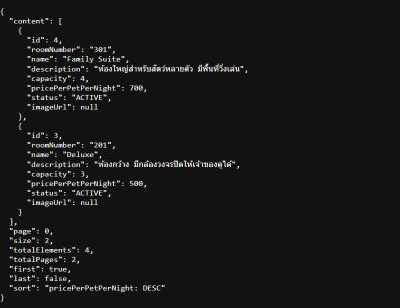 {
"content": [
{
"id": 4,
"roomNumber": "301",
"name": "Family Suite",
"description": "ห้องใหญ่สำหรับสัตว์หลายตัว มีพื้นที่วิ่งเล่น",
"capacity": 4,
"pricePerPetPerNight": 700,
"status": "ACTIVE",
"imageUrl": null
},
{
"id": 3,
"roomNumber": "201",
"name": "Deluxe",
"description": "ห้องกว้าง มีกล้องวงจรปิดให้เจ้าของดูได้",
"capacity": 3,
"pricePerPetPerNight": 500,
"status": "ACTIVE",
"imageUrl": null
}
],
"page": 0,
"size": 2,
"totalElements": 4,
"totalPages": 2,
"first": true,
"last": false,
"sort": "pricePerPetPerNight: DESC"
}